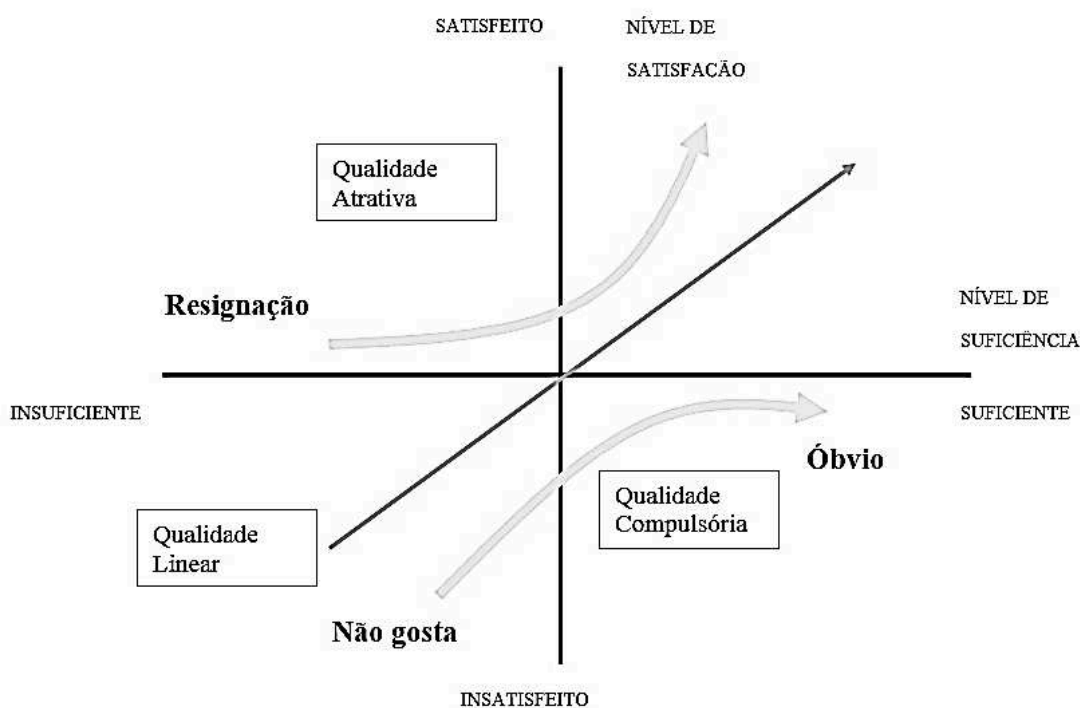 SATISFEITO
NÍVEL DE
SATISFAÇÃO
Qualidade
Atrativa
Resignação
NÍVEL DE
SUFICIÊNCIA
INSUFICIENTE
SUFICIENTE
Óbvio
Qualidade
Compulsória
Qualidade
Linear
Não gosta
INSATISFEITO